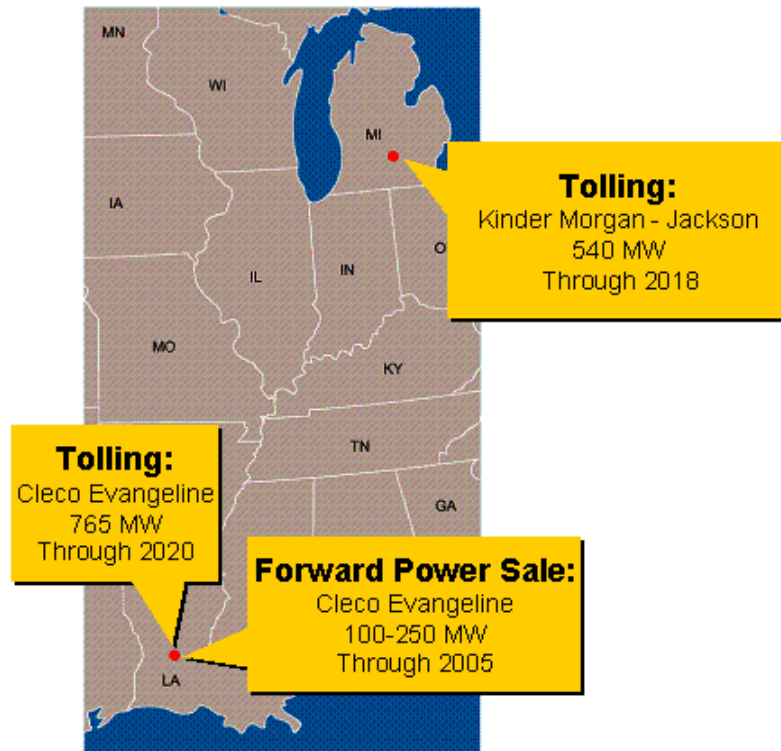 MN
WI
MI
Tolling:
Kinder Morgan - Jackson
540 MW
Through 2018
IA
O
IL
IN
MO
KY
TN
GA
Tolling:
Cleco Evangeline
765 MW
Through 2020
Forward Power Sale:
Cleco Evangeline
100-250 MW
Through 2005
LA